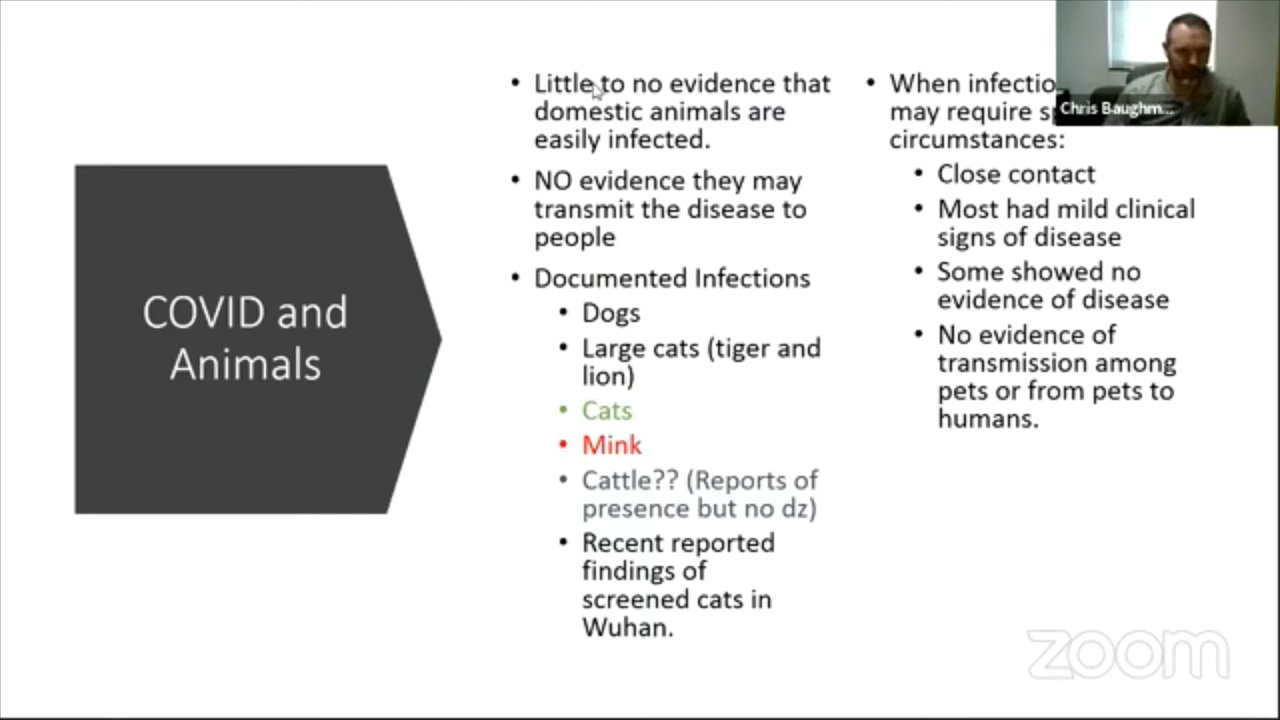 COVID and
Animals
• Little to no evidence that
domestic animals are
easily infected.
• NO evidence they may
transmit the disease to
people
• Documented Infections
• Dogs
• Large cats (tiger and
lion)
• Cats
• Mink
• Cattle?? (Reports of
presence but no dz)
• Recent reported
findings of
screened cats in
Wuhan.
• When
may require
circumstances:
• Close contact
• Most had mild clinical
signs of disease
• Some showed no
evidence of disease
• No evidence of
transmission among
pets or from pets to
humans.
Chris Baughm...
zoom